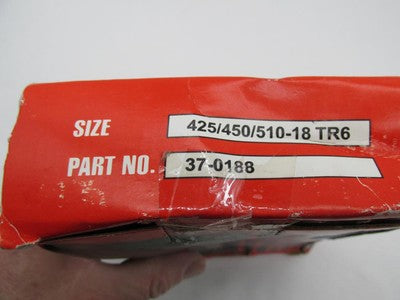 SIZE 425/450/510-18 TR6
PART NO. 37-0188